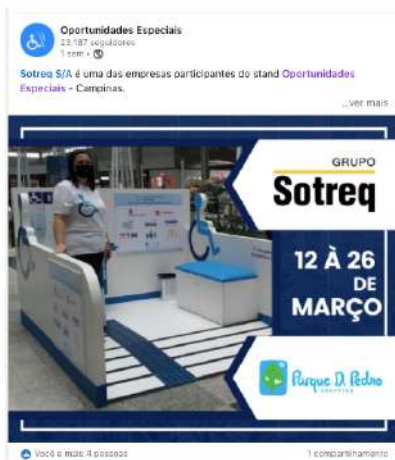 Oportunidades Especiais
23.187 seguidores
1 sem •
Sotreq S/A é uma das empresas participantes do stand Oportunidades
Especiais - Campinas.
...ver mais
GRUPO
Sotreq
12 À 26
DE
MARÇO
Parque D. Pedro
SHOPPING
Você e mais 4 pessoas
1 compartilhamento